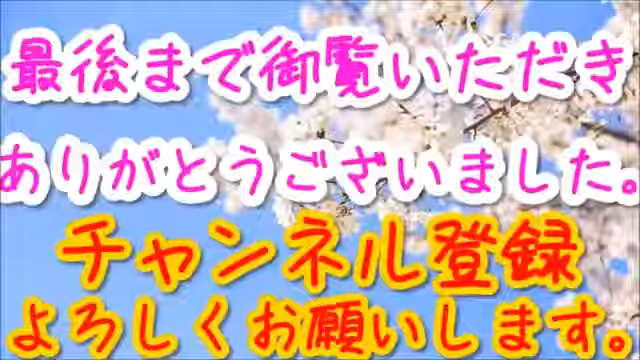 最後まで御覧いただき
ありがとうございました。
チャンネル登録
よろしくお願いします。